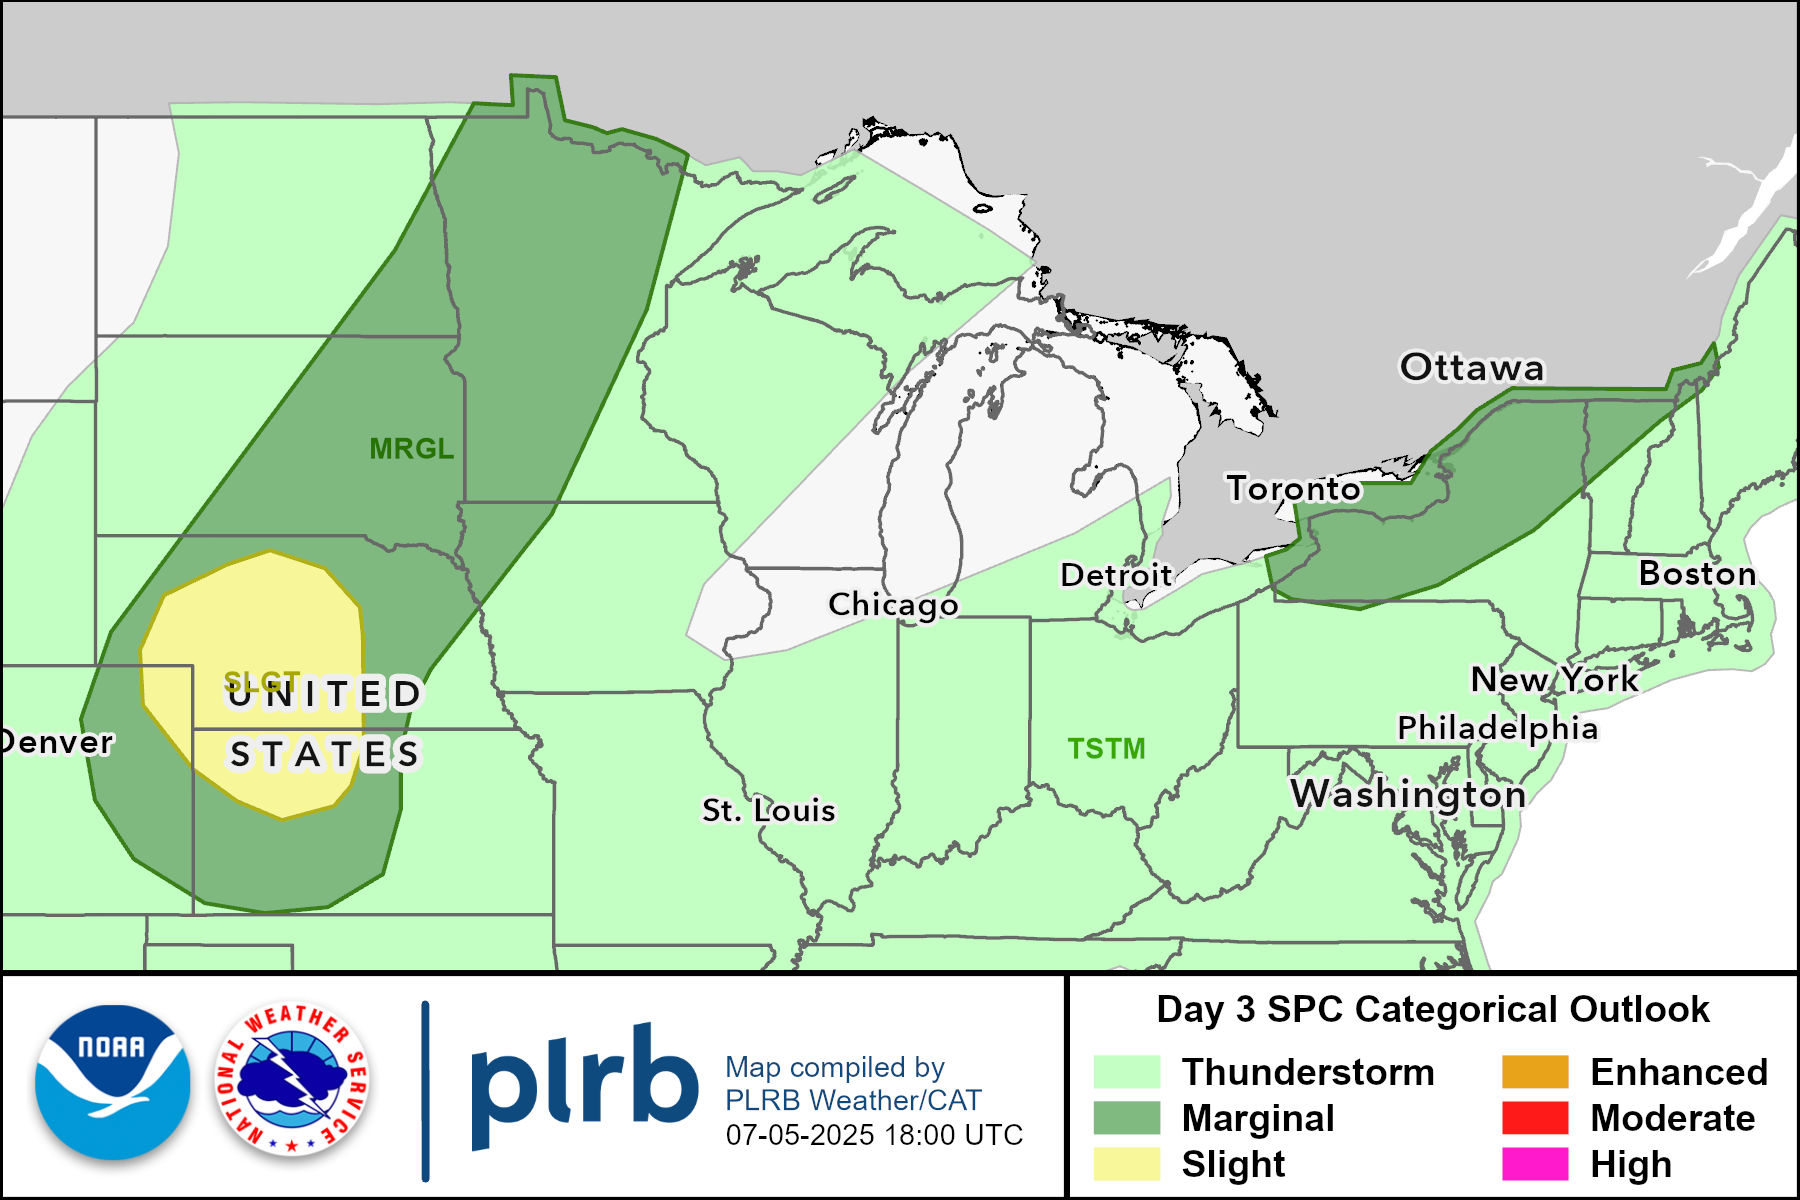 Ottawa
MRGL
Toronto
Detroit
Boston
Chicago
SLGT
UNITED
New York
Philadelphia
Denver
STATES
TSTM
Washington
St. Louis
NOAA
NATIONAL WEATHER SERVICE
plrb
Map compiled by
PLRB Weather/CAT
07-05-2025 18:00 UTC
Day 3 SPC Categorical Outlook
Thunderstorm
Enhanced
Marginal
Moderate
Slight
High